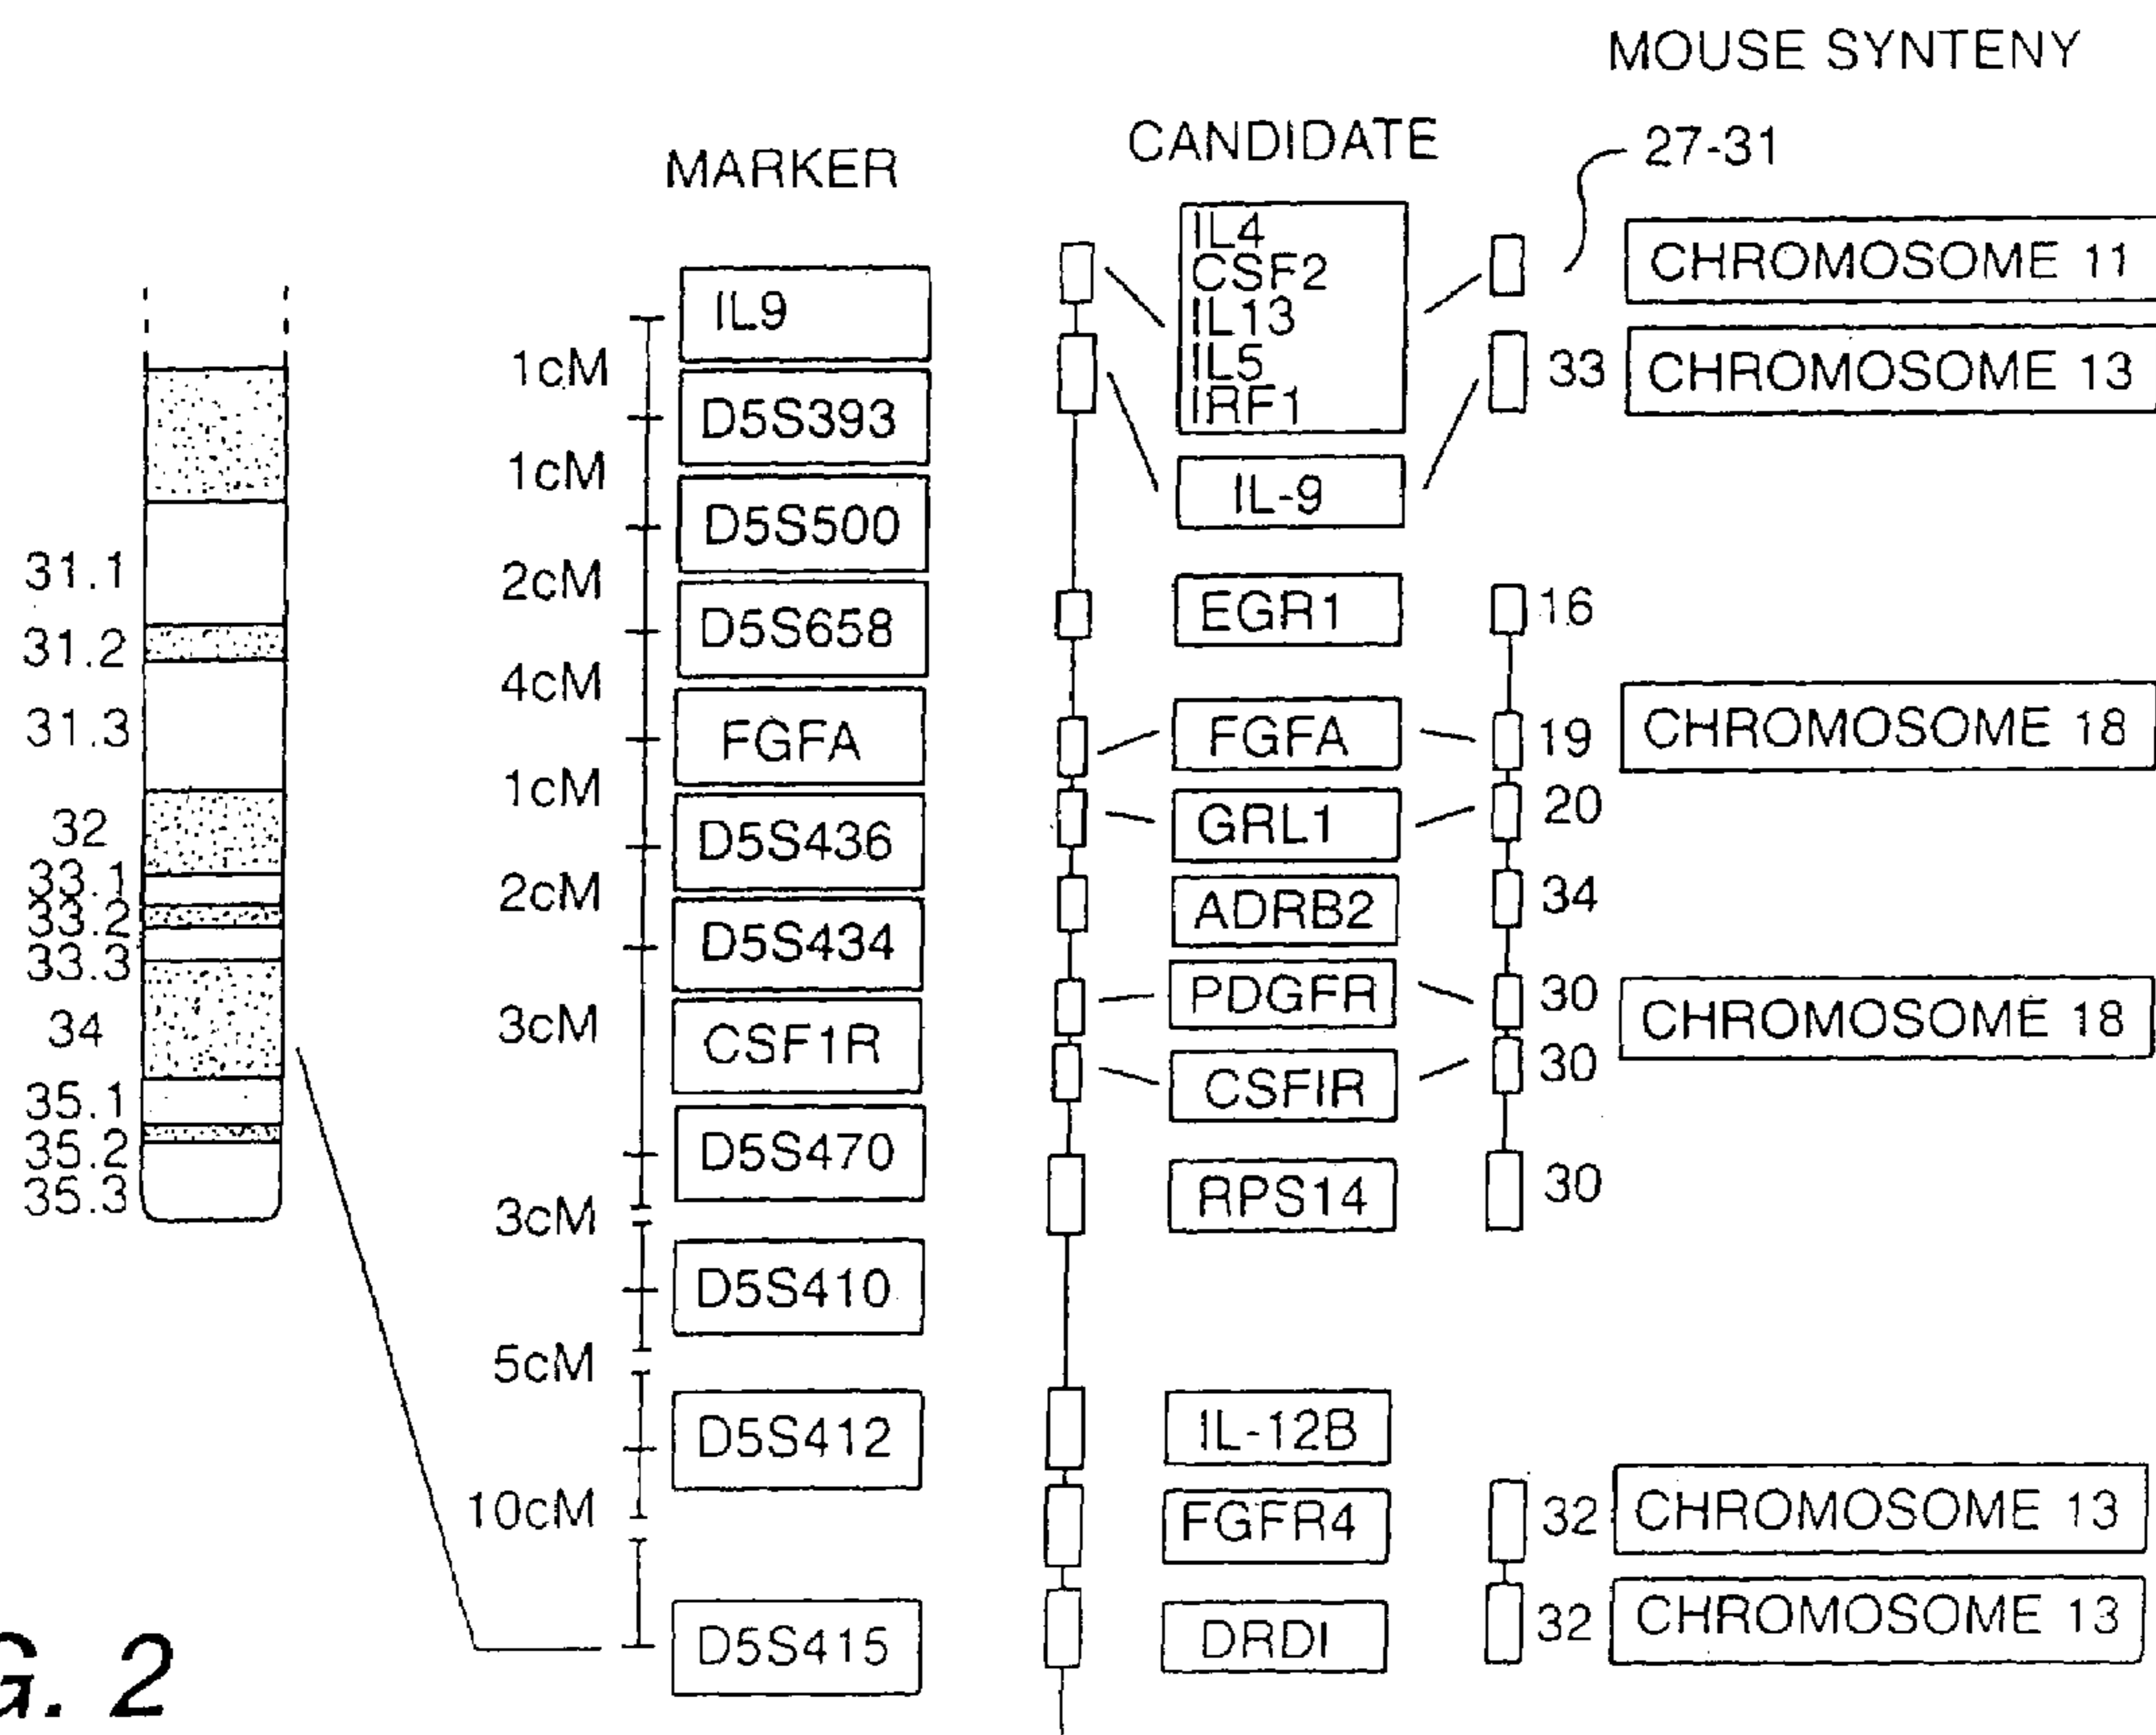 MOUSE SYNTENY
MARKER
CANDIDATE
27-31
31.1
31.2
31.3
32
33.1
33.2
33.3
34
35.1
35.2
35.3
1cM
1cM
2cM
4cM
1cM
2cM
3cM
3cM
5cM
10cM
IL9
D5S393
D5S500
D5S658
FGFA
D5S436
D5S434
CSF1R
D5S470
D5S410
D5S412
D5S415
IL4
CSF2
IL13
IL5
IRF1
IL-9
EGR1
FGFA
GRL1
ADRB2
PDGFR
CSFIR
RPS14
IL-12B
FGFR4
DRDI
CHROMOSOME 11
33 CHROMOSOME 13
16
19 CHROMOSOME 18
20
34
30 CHROMOSOME 18
30
30
32 CHROMOSOME 13
32 CHROMOSOME 13
G. 2